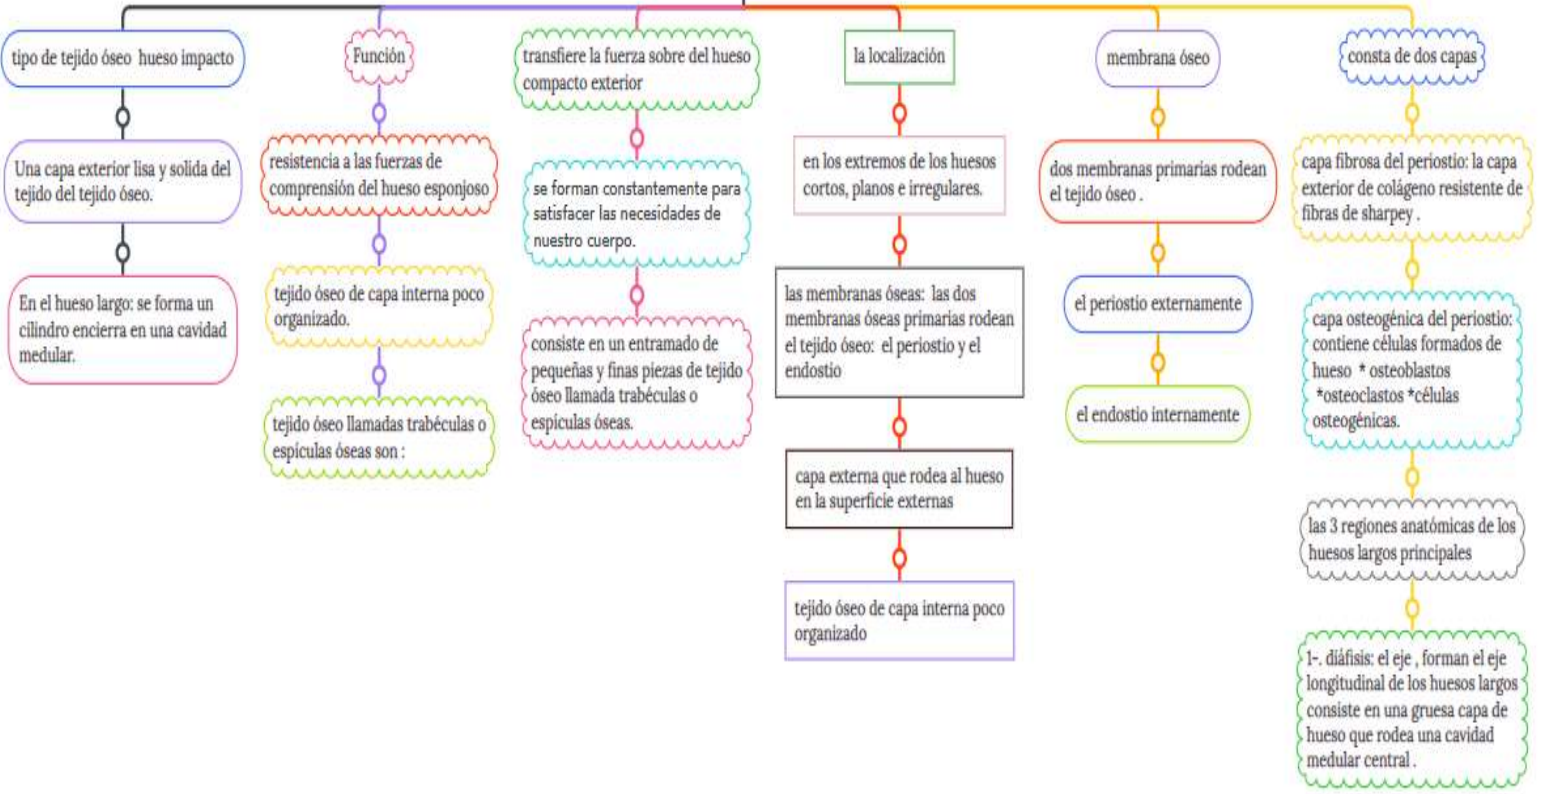 tipo de tejido óseo hueso impacto
Una capa exterior lisa y solida del
tejido del tejido óseo.
En el hueso largo: se forma un
cilindro encierra en una cavidad
medular.
Función
resistencia a las fuerzas de
comprensión del hueso esponjoso
tejido óseo de capa interna poco
organizado.
tejido óseo llamadas trabéculas o
espículas óseas son :
transfiere la fuerza sobre del hueso
compacto exterior
se forman constantemente para
satisfacer las necesidades de
nuestro cuerpo.
consiste en un entramado de
pequeñas y finas piezas de tejido
óseo llamada trabéculas o
espículas óseas.
la localización
en los extremos de los huesos
cortos, planos e irregulares.
las membranas óseas: las dos
membranas óseas primarias rodean
el tejido óseo: el periostio y el
endostio
capa externa que rodea al hueso
en la superficie externas
tejido óseo de capa interna poco
organizado
membrana óseo
dos membranas primarias rodean
el tejido óseo .
el periostio externamente
el endostio internamente
consta de dos capas
capa fibrosa del periostio: la capa
exterior de colágeno resistente de
fibras de sharpey .
capa osteogénica del periostio:
contiene células formados de
hueso * osteoblastos
*osteoclastos *células
osteogénicas.
las 3 regiones anatómicas de los
huesos largos principales
1-. diáfisis: el eje , forman el eje
longitudinal de los huesos largos
consiste en una gruesa capa de
hueso que rodea una cavidad
medular central .